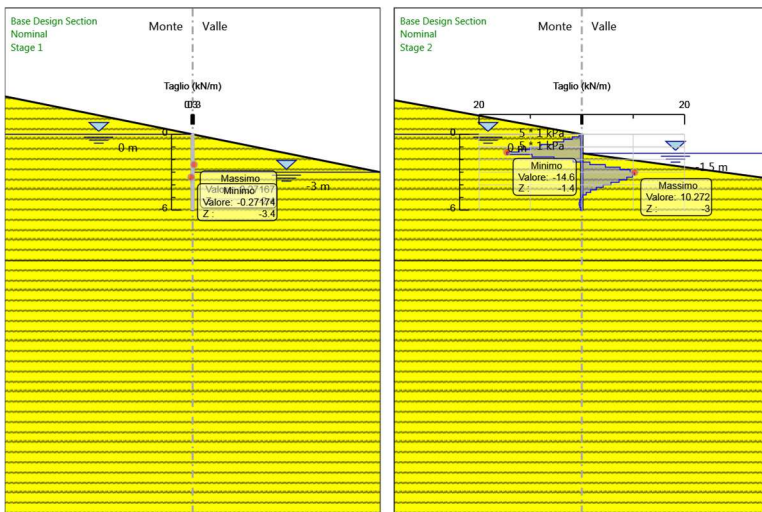 Base Design Section
Nominal
Stage 1
Monte
Valle
Taglio (kN/m)
0
0 m
-3 m
Massimo
Minimo
Valore: -0.27174
Z :
-3.4
-6
Base Design Section
Nominal
Stage 2
Monte
Valle
Taglio (kN/m)
20
20
0
5 * 1 kPa
5 * 1 kPa
-1.5 m
Minimo
Valore: -14.6
Z :
-1.4
Massimo
Valore: 10.272
Z :
-3
-6